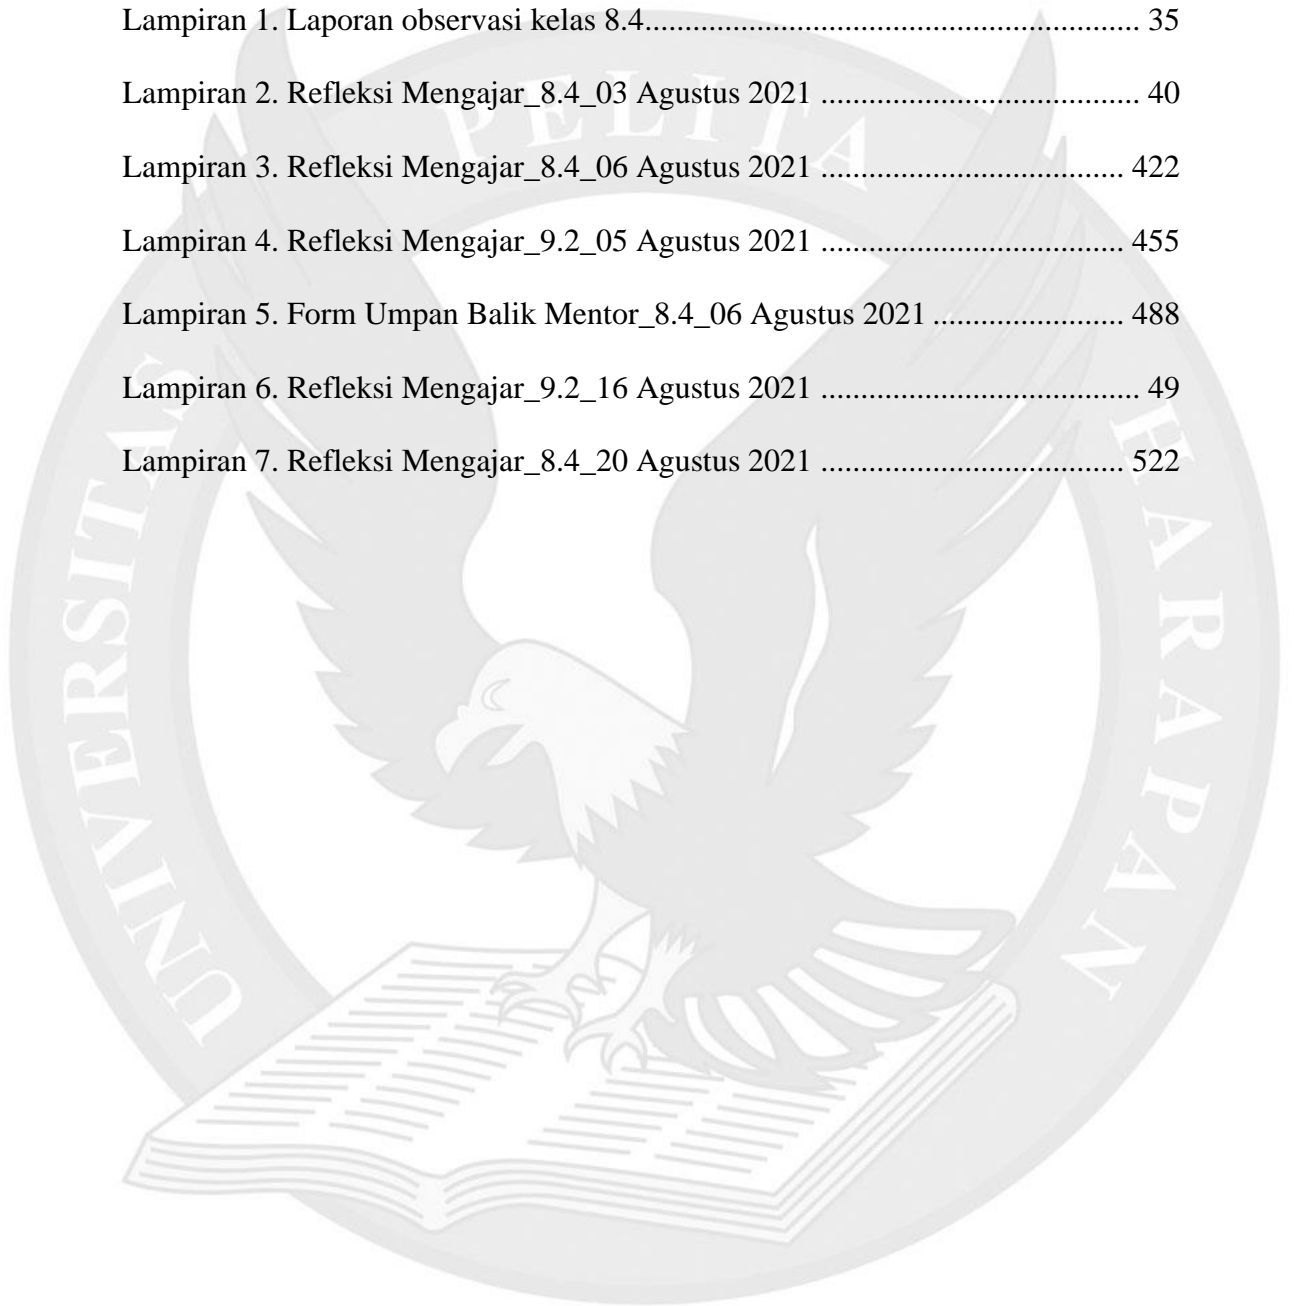 Lampiran 1. Laporan observasi kelas 8.4.............................................................. 35
Lampiran 2. Refleksi Mengajar_8.4_03 Agustus 2021 ........................................ 40
Lampiran 3. Refleksi Mengajar_8.4_06 Agustus 2021 ...................................... 422
Lampiran 4. Refleksi Mengajar_9.2_05 Agustus 2021 ...................................... 455
Lampiran 5. Form Umpan Balik Mentor_8.4_06 Agustus 2021 ........................ 488
Lampiran 6. Refleksi Mengajar_9.2_16 Agustus 2021 ........................................ 49
Lampiran 7. Refleksi Mengajar_8.4_20 Agustus 2021 ...................................... 522
UNIVERSITAS PELITA HARAPAN